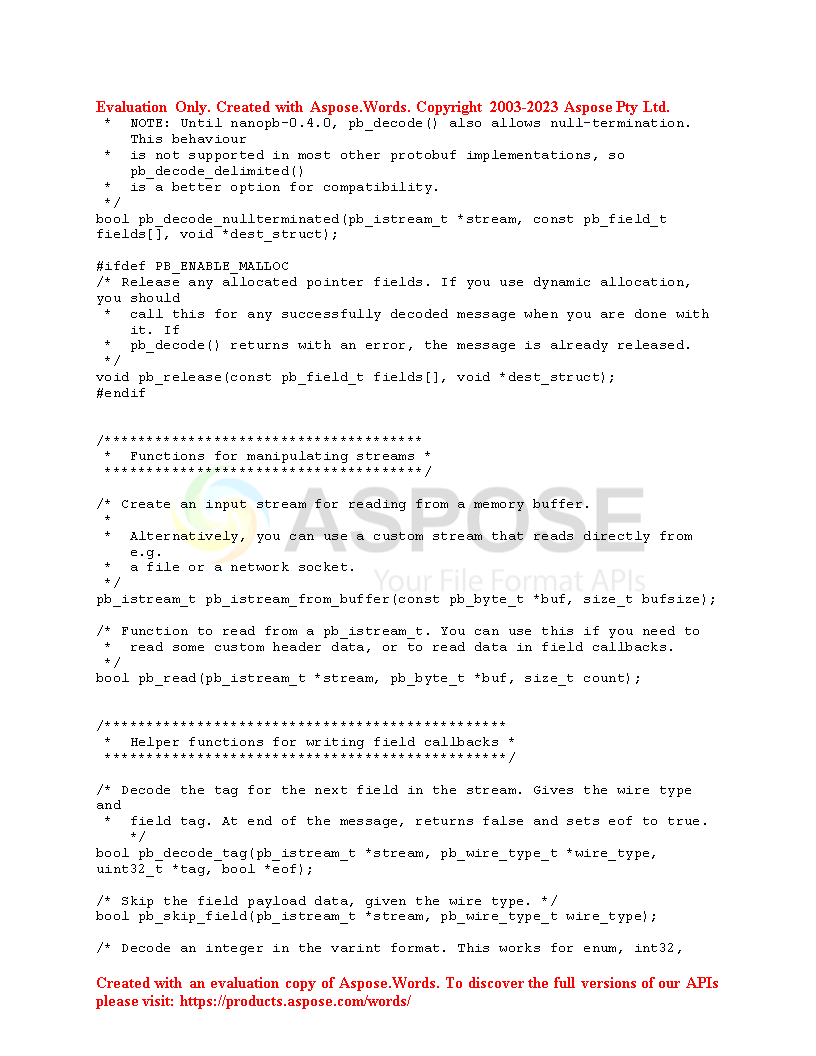 Evaluation Only. Created with Aspose.Words. Copyright 2003-2023 Aspose Pty Ltd.
* NOTE: Until nanopb-0.4.0, pb_decode() also allows null-termination.
This behaviour
* is not supported in most other protobuf implementations, so
pb_decode_delimited()
* is a better option for compatibility.
*/
bool pb_decode_nullterminated(pb_istream_t *stream, const pb_field_t
fields[], void *dest_struct);
#ifdef PB_ENABLE_MALLOC
/* Release any allocated pointer fields. If you use dynamic allocation,
you should
* call this for any successfully decoded message when you are done with
it. If
* pb_decode() returns with an error, the message is already released.
*/
void pb_release(const pb_field_t fields[], void *dest_struct);
#endif
/**************************************
* Functions for manipulating streams *
**************************************/
/* Create an input stream for reading from a memory buffer.
*
* Alternatively, you can use a custom stream that reads directly from
e.g.
* a file or a network socket.
*/
ASPOSE
Your File Format APIs
pb_istream_t pb_istream_from_buffer(const pb_byte_t *buf, size_t bufsize);
/* Function to read from a pb_istream_t. You can use this if you need to
* read some custom header data, or to read data in field callbacks.
*/
bool pb_read(pb_istream_t *stream, pb_byte_t *buf, size_t count);
/************************************************
* Helper functions for writing field callbacks *
************************************************/
/* Decode the tag for the next field in the stream. Gives the wire type
and
* field tag. At end of the message, returns false and sets eof to true.
*/
bool pb_decode_tag(pb_istream_t *stream, pb_wire_type_t *wire_type,
uint32_t *tag, bool *eof);
/* Skip the field payload data, given the wire type. */
bool pb_skip_field(pb_istream_t *stream, pb_wire_type_t wire_type);
/* Decode an integer in the varint format. This works for enum, int32,
Created with an evaluation copy of Aspose.Words. To discover the full versions of our APIs
please visit: https://products.aspose.com/words/